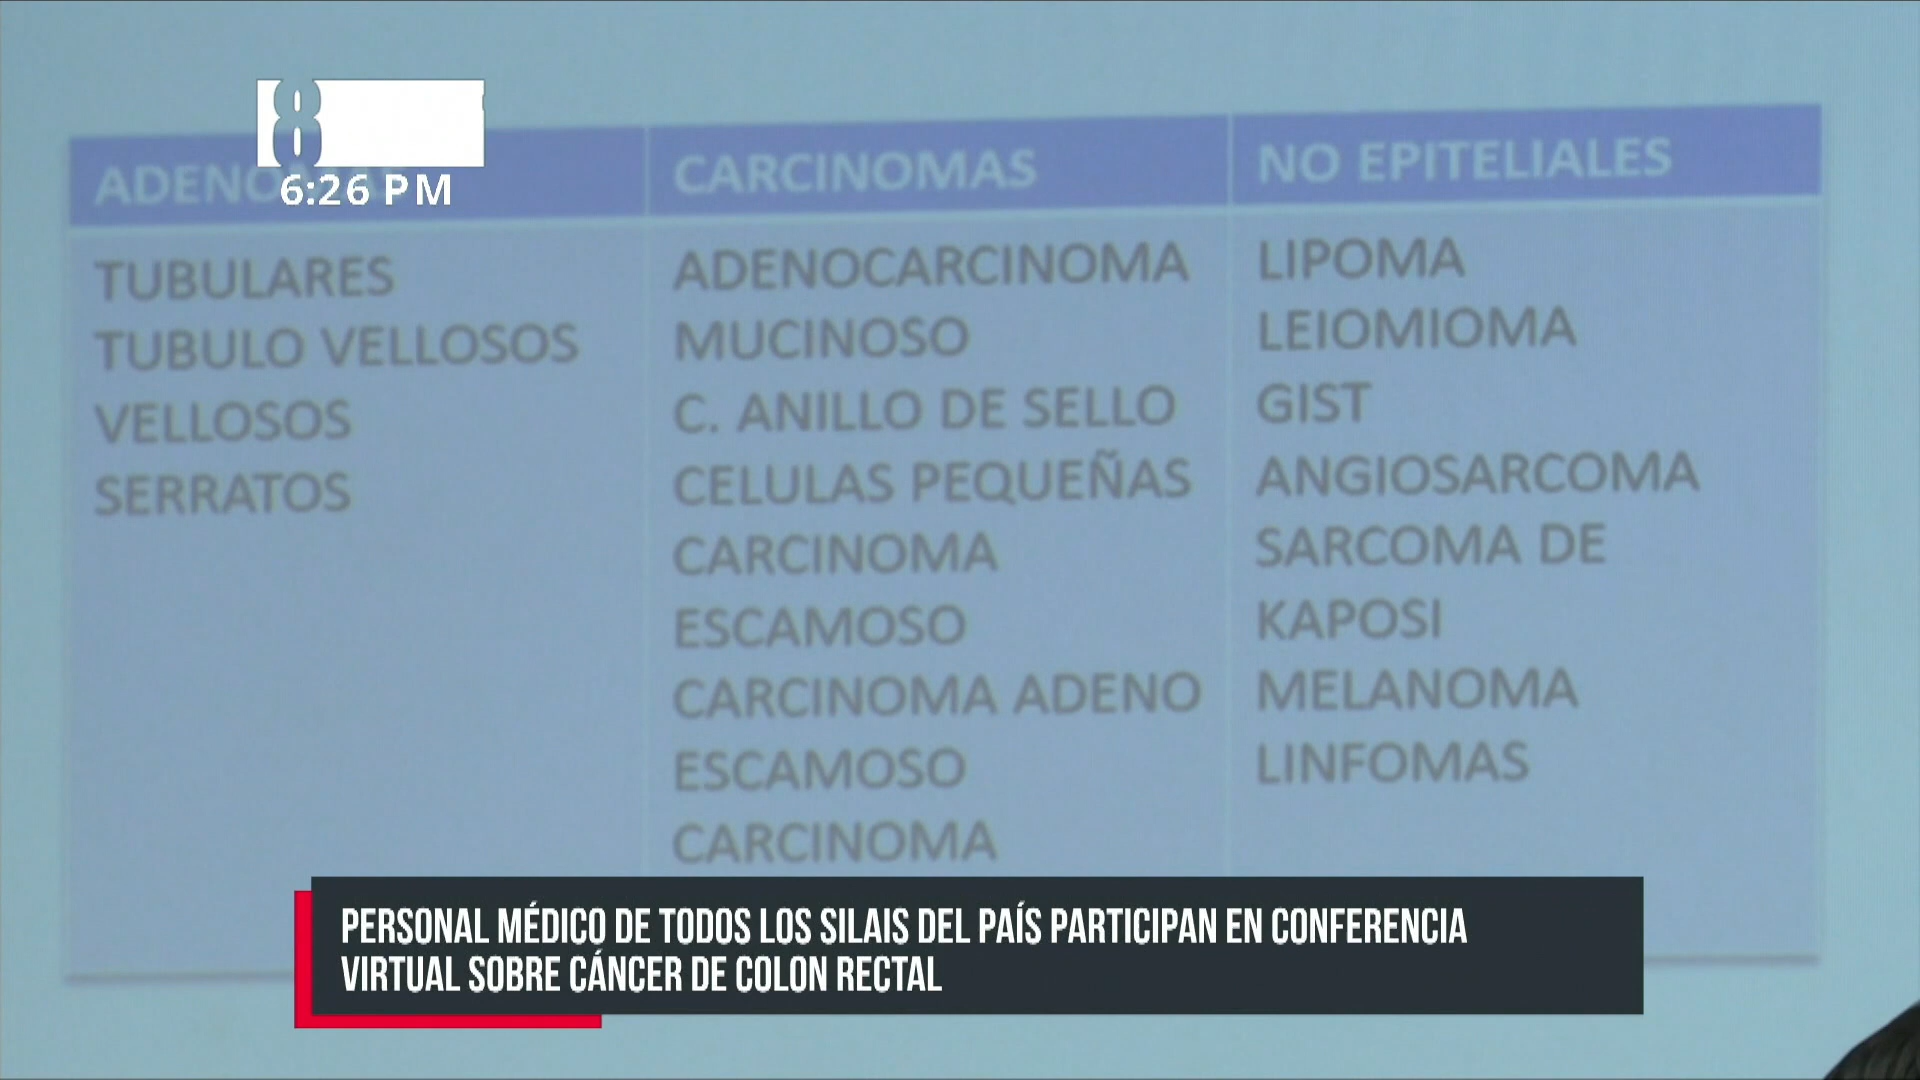 8
6:26 PM
CARCINOMAS
NO EPITELIALES
TUBULARES
TUBULO VELLOSOS
VELLOSOS
SERRATOS
ADENOCARCINOMA
MUCINOSO
C. ANILLO DE SELLO
CELULAS PEQUEÑAS
CARCINOMA
ESCAMOSO
CARCINOMA ADENO
ESCAMOSO
CARCINOMA
LIPOMA
LEIOMIOMA
GIST
ANGIOSARCOMA
SARCOMA DE
KAPOSI
MELANOMA
LINFOMAS
PERSONAL MÉDICO DE TODOS LOS SILAIS DEL PAÍS PARTICIPAN EN CONFERENCIA
VIRTUAL SOBRE CÁNCER DE COLON RECTAL